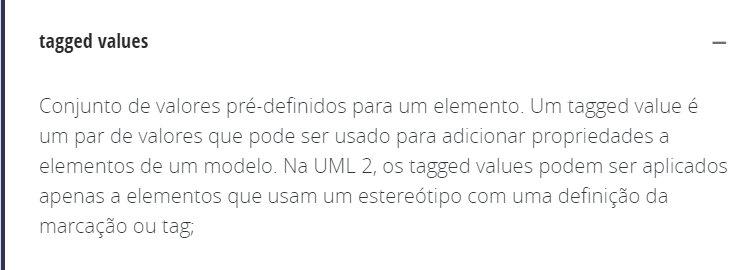 tagged values
Conjunto de valores pré-definidos para um elemento. Um tagged value é
um par de valores que pode ser usado para adicionar propriedades a
elementos de um modelo. Na UML 2, os tagged values podem ser aplicados
apenas a elementos que usam um estereótipo com uma definição da
marcação ou tag;